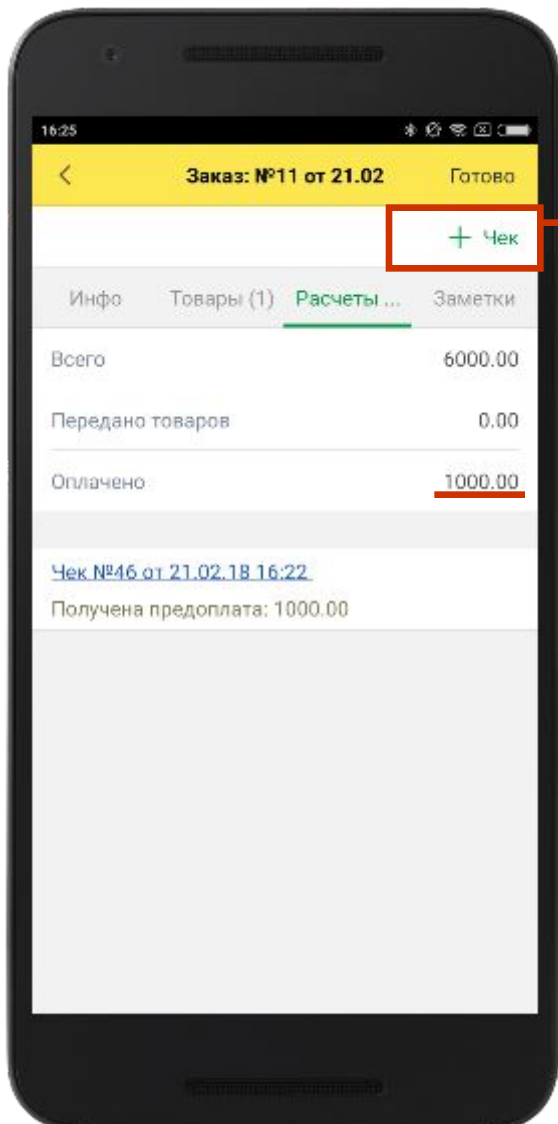 16:25
Заказ: №11 от 21.02 Готово
+ Чек
Инфо Товары (1) Расчеты ... Заметки
Всего 6000.00
Передано товаров 0.00
Оплачено 1000.00
Чек №46 от 21.02.18 16:22
Получена предоплата: 1000.00